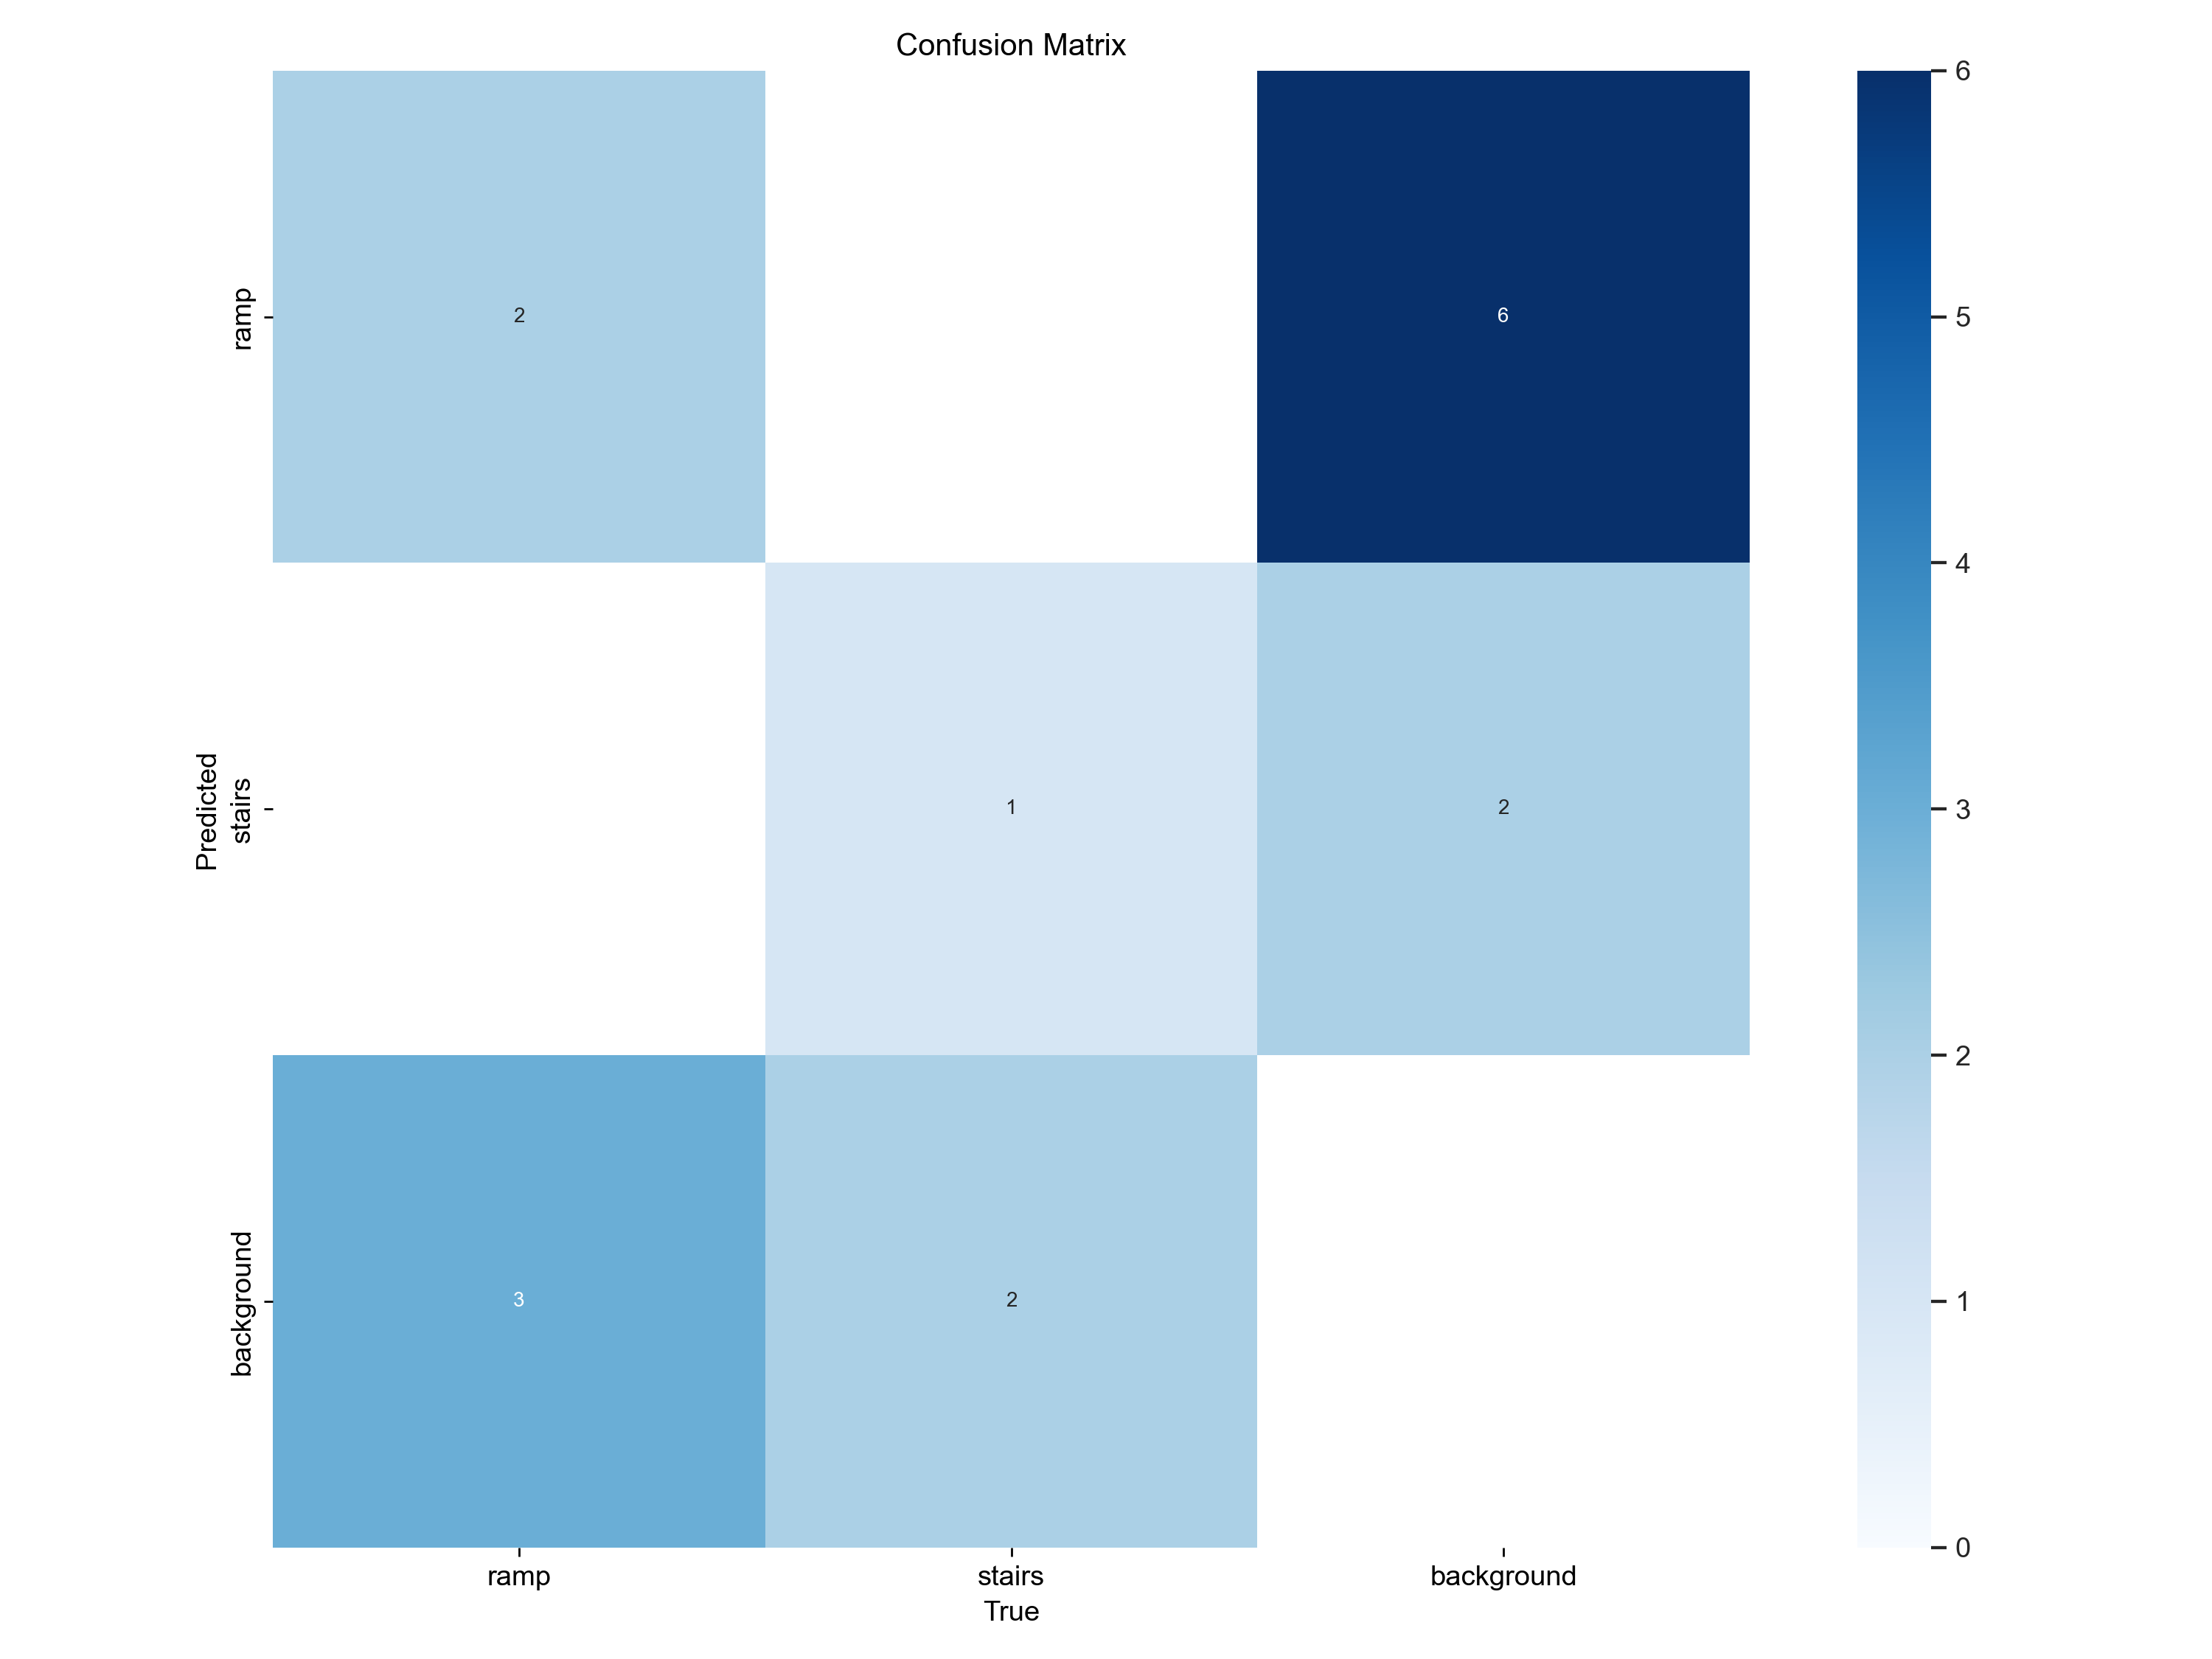 Confusion Matrix
ramp
stairs
background
Predicted
2
6
1
2
3
2
ramp
stairs
background
True
6
5
4
3
2
1
0